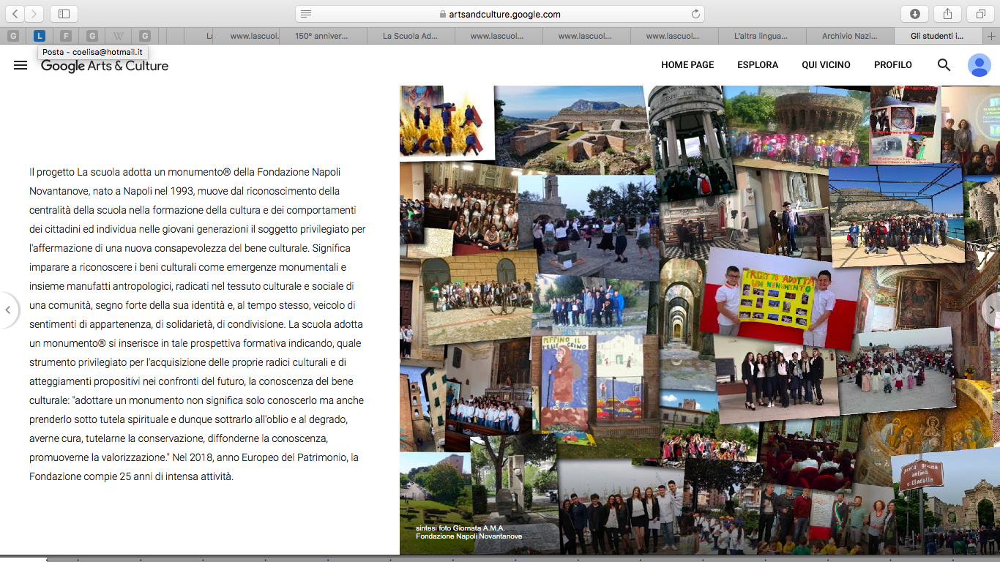 artsandculture.google.com
G
L
F
G
W
G
La
www.lascuol.
150° anniver...
La Scuola Ad...
www.lascuol...
www.lascuol...
www.lascuol...
L'altra lingua...
Archivio Nazi...
Gli studenti i...
Posta - coelisa@hotmail.it
Google Arts & Culture
HOME PAGE
ESPLORA
QUI VICINO
PROFILO
Il progetto La scuola adotta un monumento® della Fondazione Napoli
Novantanove, nato a Napoli nel 1993, muove dal riconoscimento della
centralità della scuola nella formazione della cultura e dei comportamenti
dei cittadini ed individua nelle giovani generazioni il soggetto privilegiato per
l'affermazione di una nuova consapevolezza del bene culturale. Significa
imparare a riconoscere i beni culturali come emergenze monumentali e
insieme manufatti antropologici, radicati nel tessuto culturale e sociale di
una comunità, segno forte della sua identità e, al tempo stesso, veicolo di
sentimenti di appartenenza, di solidarietà, di condivisione. La scuola adotta
un monumento® si inserisce in tale prospettiva formativa indicando, quale
strumento privilegiato per l'acquisizione delle proprie radici culturali e di
atteggiamenti propositivi nei confronti del futuro, la conoscenza del bene
culturale: "adottare un monumento non significa solo conoscerlo ma anche
prenderlo sotto tutela spirituale e dunque sottrarlo all'oblio e al degrado,
averne cura, tutelarne la conservazione, diffonderne la conoscenza,
promuoverne la valorizzazione." Nel 2018, anno Europeo del Patrimonio, la
Fondazione compie 25 anni di intensa attività.
PROGETTO "ADOTTA
UN MONUMENTO
PEPPINO IL
PELLEGRINO
porta grazia
antica
cittadella
sintesi foto Giornata A.M.A.
Fondazione Napoli Novantanove